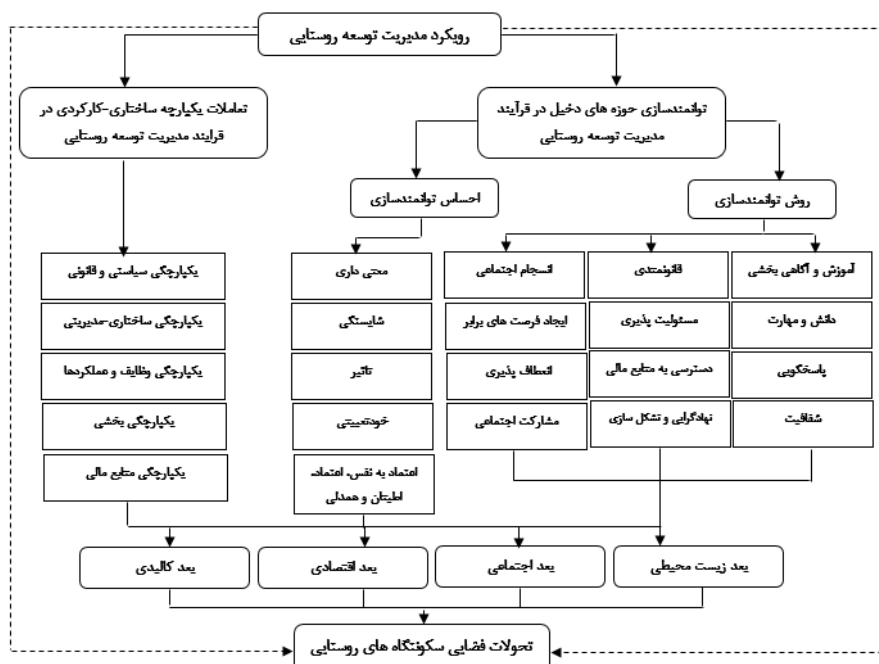 رویکرد مدیریت توسعه روستایی
توانمندسازی حوزه های دخیل در فرآیند
مدیریت توسعه روستایی
تعاملات یکپارچه ساختاری-کارکردی در
فرایند مدیریت توسعه روستایی
روش توانمندسازی
احساس توانمندسازی
آموزش و آگاهی بخشی
دانش و مهارت
پاسخگویی
شفافیت
قانونمندی
مسئولیت پذیری
دسترسی به منابع مالی
نهادگرایی و تشکل سازی
انسجام اجتماعی
ایجاد فرصت های برابر
انعطاف پذیری
مشارکت اجتماعی
معنی داری
شایستگی
تاثیر
خودتعیینی
اعتماد به نفس، اعتماد،
اطینان و همدلی
یکپارچگی سیاستی و قانونی
یکپارچگی ساختاری-مدیریتی
یکپارچگی وظایف و عملکردها
یکپارچگی بخشی
یکپارچگی منابع مالی
بعد زیست محیطی
بعد اجتماعی
بعد اقتصادی
بعد کالبدی
تحولات فضایی سکونتگاه های روستایی